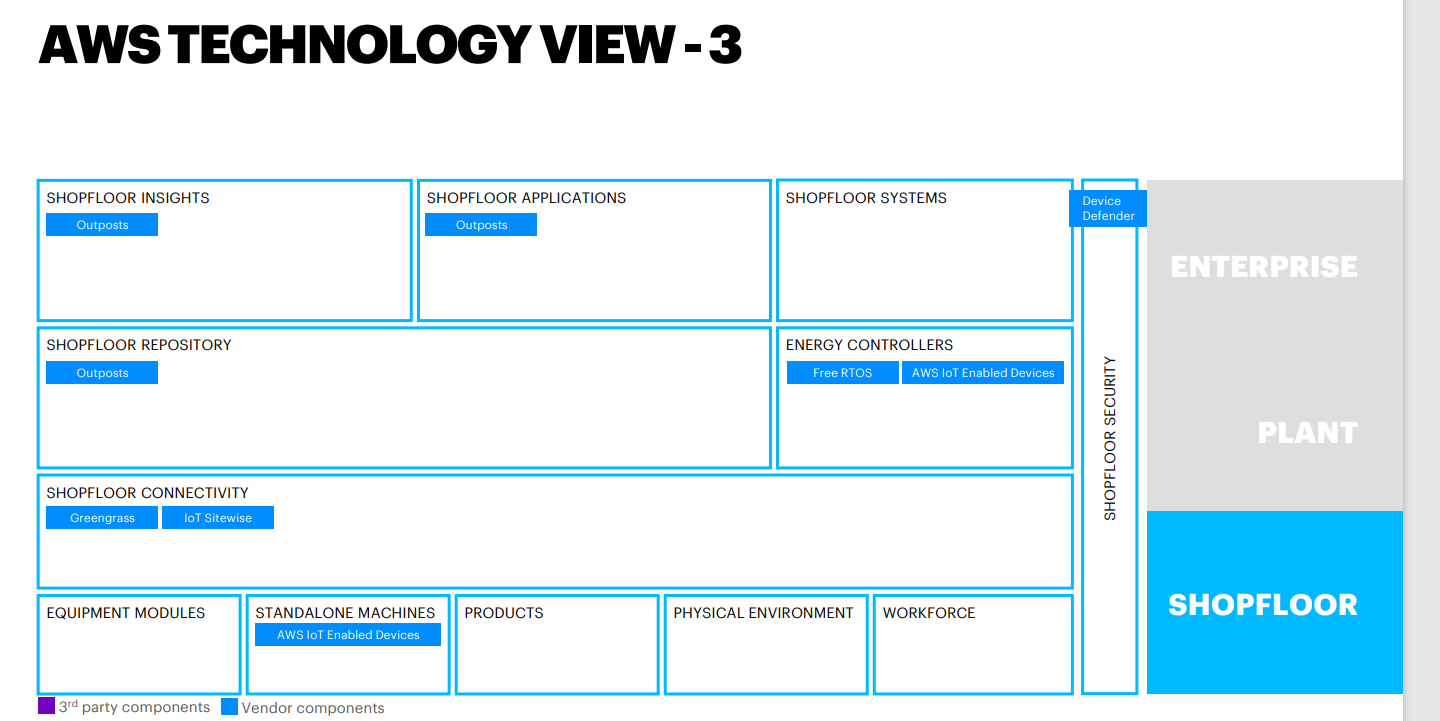 AWS TECHNOLOGY VIEW - 3
SHOPFLOOR INSIGHTS
Outposts
SHOPFLOOR APPLICATIONS
Outposts
SHOPFLOOR SYSTEMS
Device
Defender
ENTERPRISE
SHOPFLOOR REPOSITORY
Outposts
ENERGY CONTROLLERS
Free RTOS
AWS IoT Enabled Devices
SHOPFLOOR SECURITY
PLANT
SHOPFLOOR CONNECTIVITY
Greengrass
IoT Sitewise
SHOPFLOOR
EQUIPMENT MODULES
STANDALONE MACHINES
AWS IoT Enabled Devices
PRODUCTS
PHYSICAL ENVIRONMENT
WORKFORCE
3rd party components
Vendor components